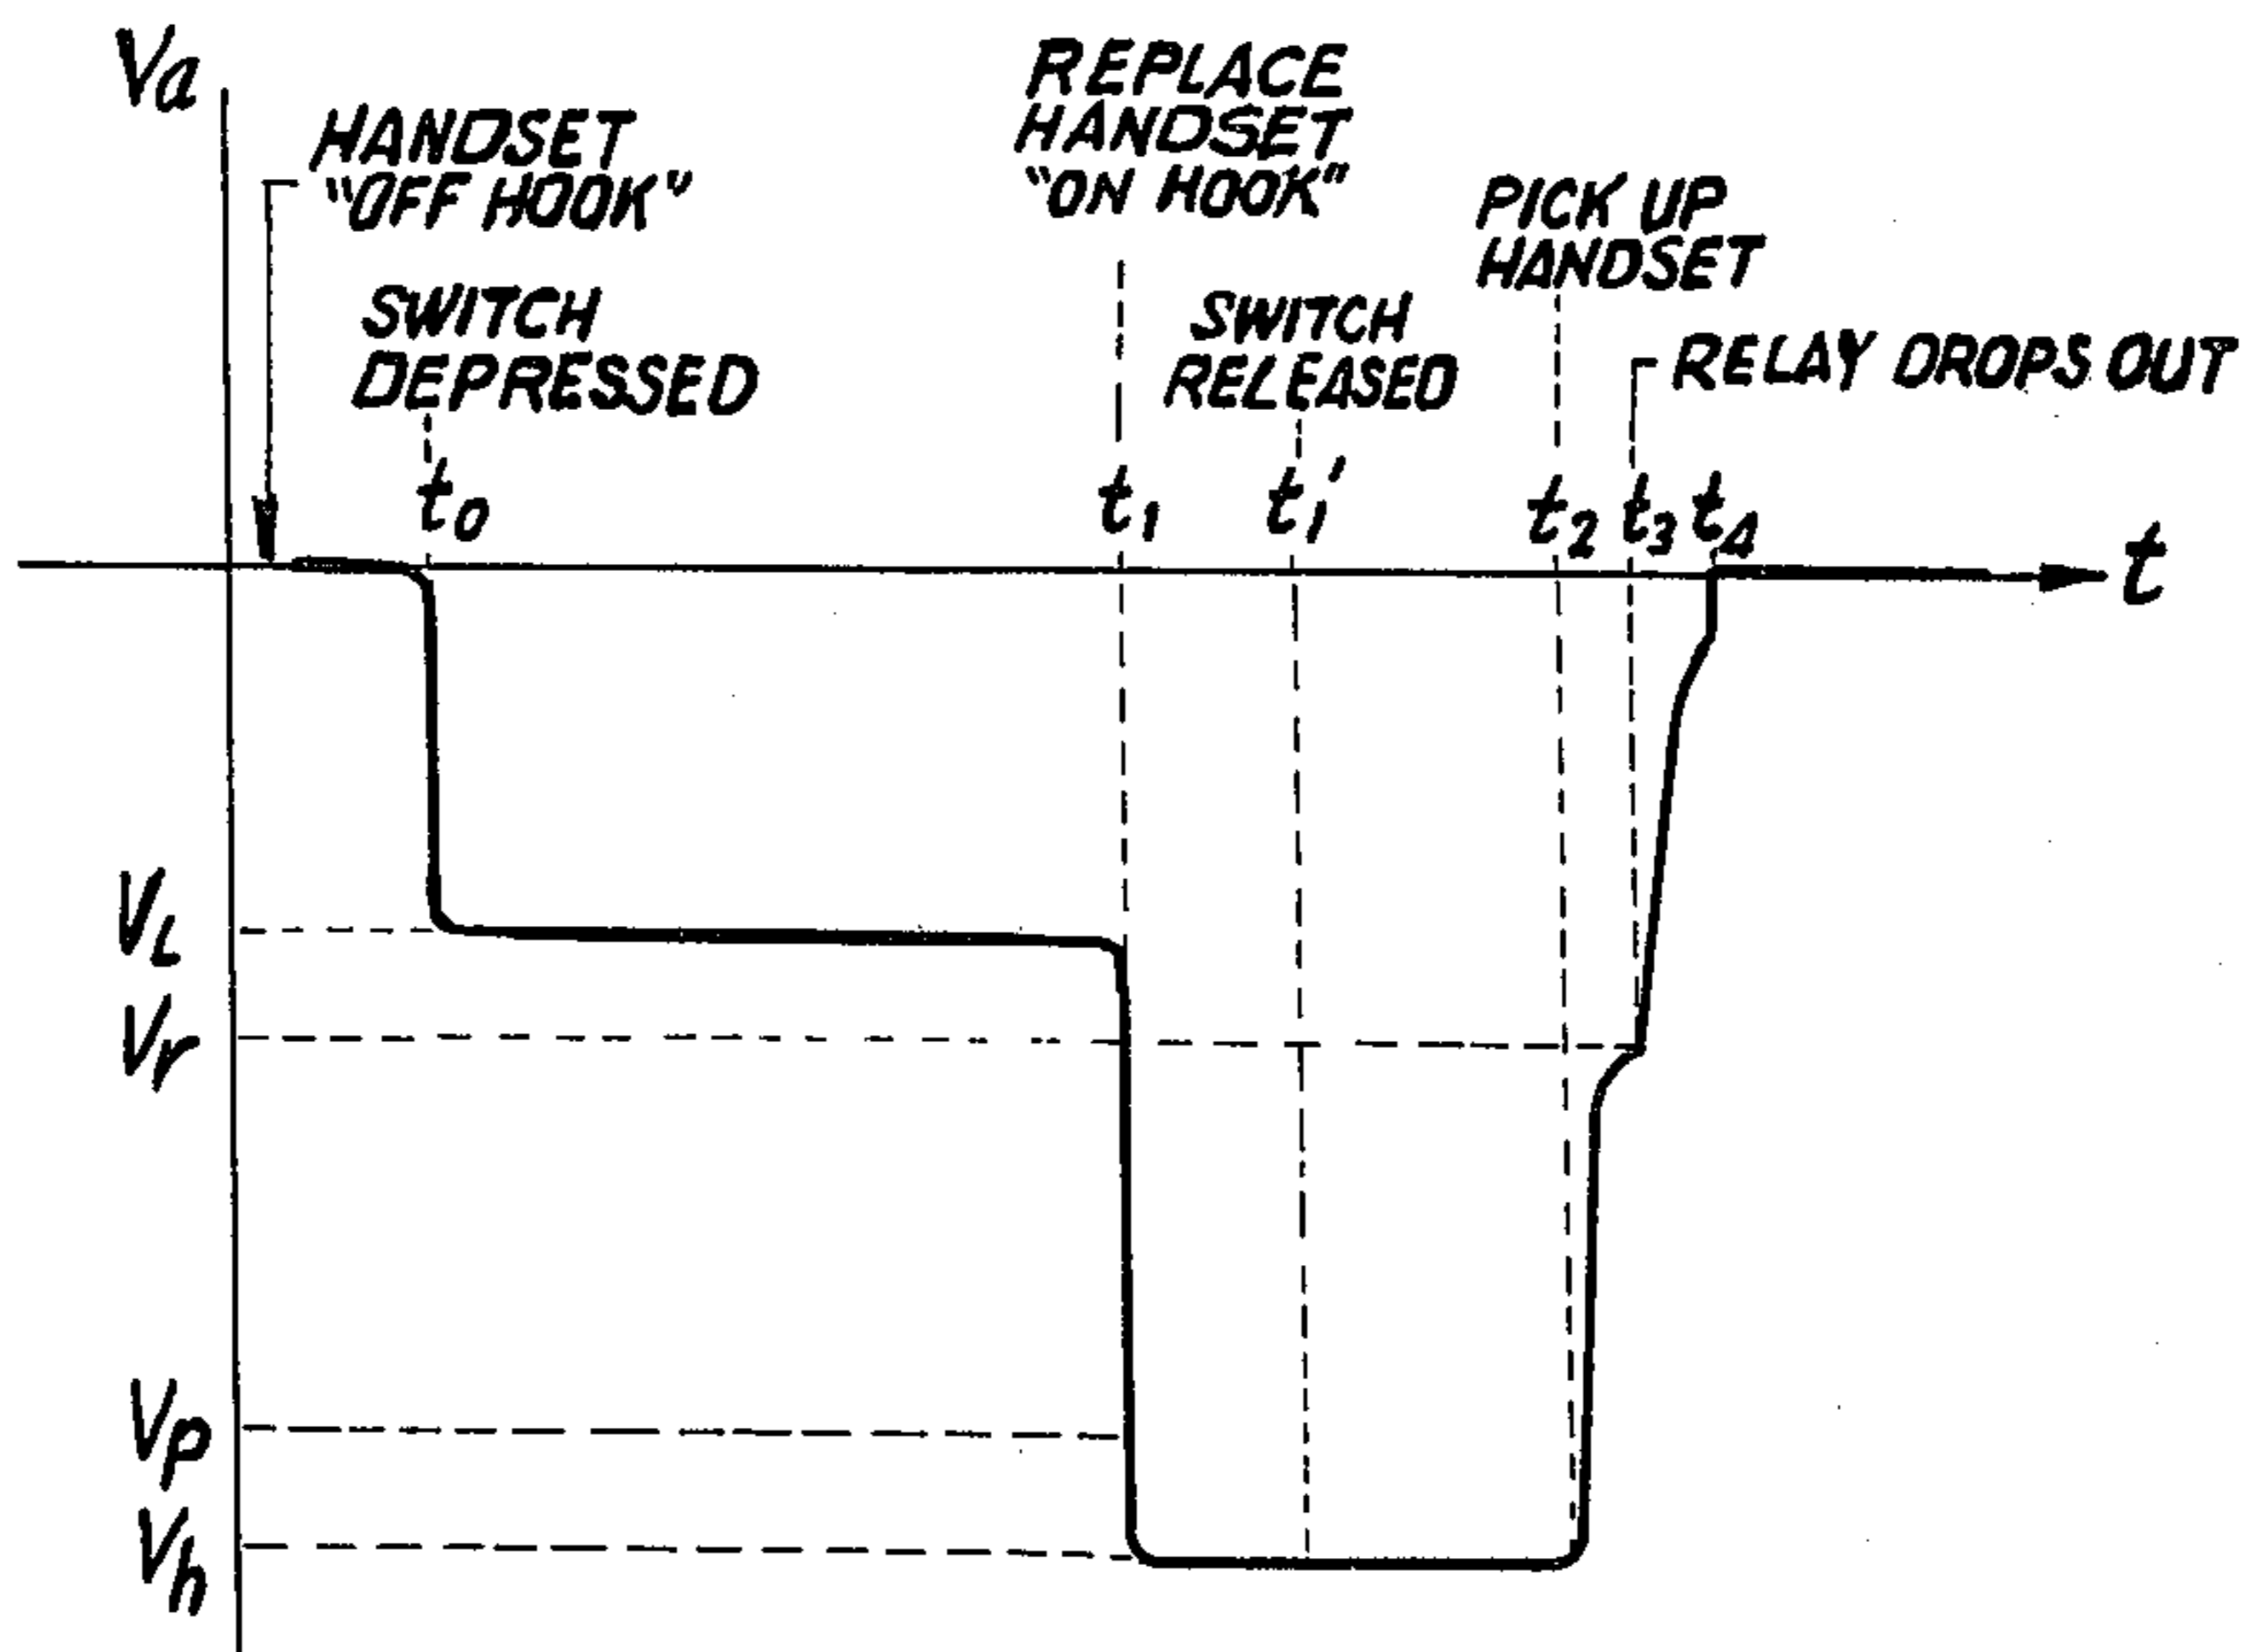 Va
HANDSET
"OFF HOOK"
SWITCH
DEPRESSED
REPLACE
HANDSET
"ON HOOK"
SWITCH
RELEASED
PICK UP
HANDSET
RELAY DROPS OUT
t0
t1
t1'
t2
t3
t4
t
VL
Vr
Vp
Vh